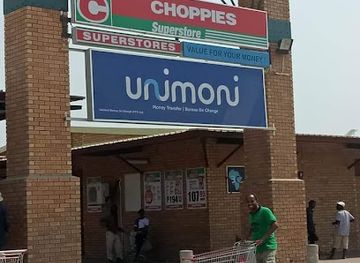 C CHOPPIES
Superstore
SUPERSTORES
VALUE FOR YOUR MONEY
unimoni
Money Transfer | Bureau De Change